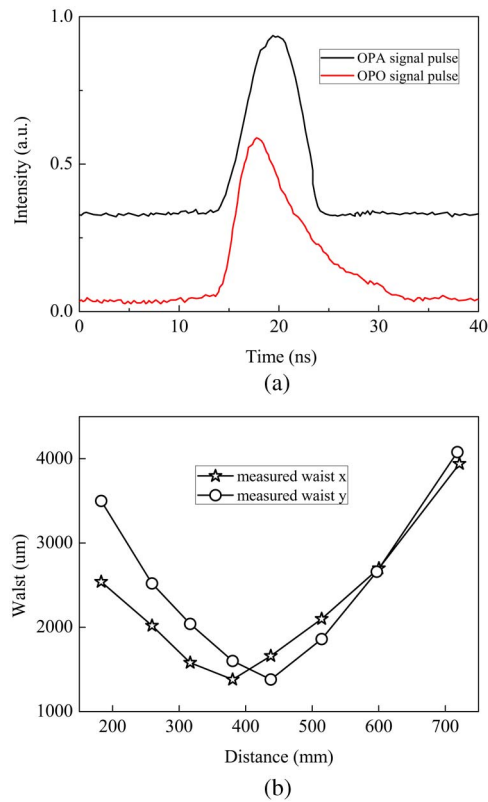 1.0
OPA signal pulse
OPO signal pulse
0.5
Intensity (a.u.)
0.0
0 10 20 30 40
Time (ns)
(a)
4000
measured waist x
measured waist y
3000
Walst (um)
2000
1000
200 300 400 500 600 700
Distance (mm)
(b)